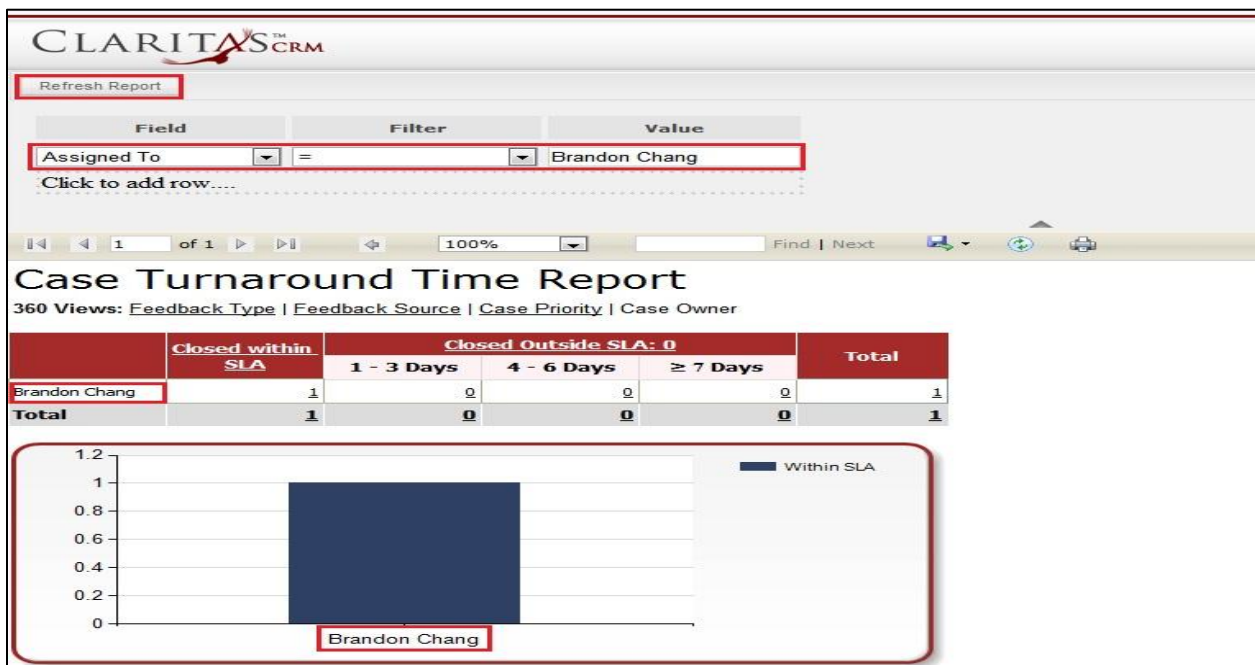 CLARITAS™ CRM
Refresh Report
Field Filter Value
Assigned To = Brandon Chang
Click to add row....
1 of 1 100% Find | Next
Case Turnaround Time Report
360 Views: Feedback Type | Feedback Source | Case Priority | Case Owner
Closed within SLA Closed Outside SLA: 0 Total
1 - 3 Days 4 - 6 Days ≥ 7 Days
Brandon Chang 1 0 0 0 1
Total 1 0 0 0 1
1.2
1
0.8
0.6
0.4
0.2
0
Within SLA
Brandon Chang